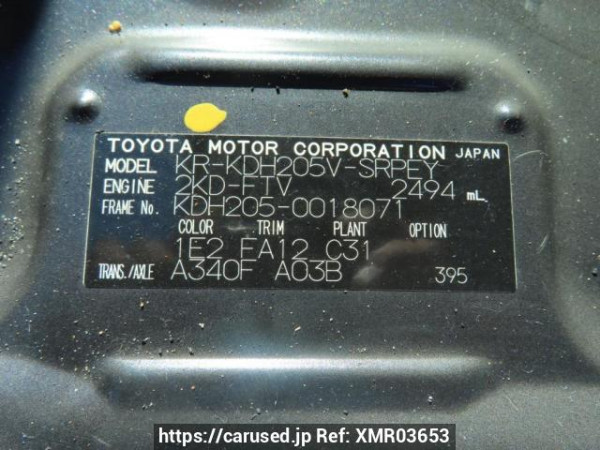 TOYOTA MOTOR CORPORATION JAPAN
MODEL KR-KDH205V-SRPEY
ENGINE 2KD-FTV 2494 mL
FRAME No. KDH205-0018071
COLOR TRIM PLANT OPTION
1E2 FA12 C31
TRANS./AXLE A340F A03B 395
https://carused.jp Ref: XMR03653